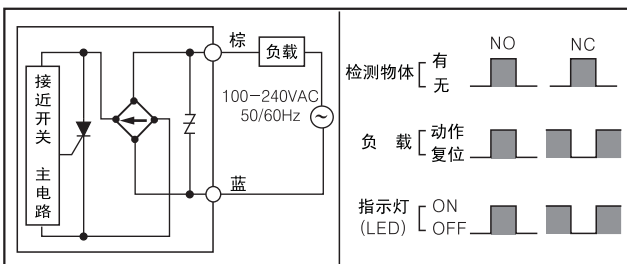 接近开关 主电路
棕
负载
100-240VAC
50/60Hz
蓝
NO NC
检测物体 有
无
负 载 动作
复位
指示灯 ON
(LED) OFF